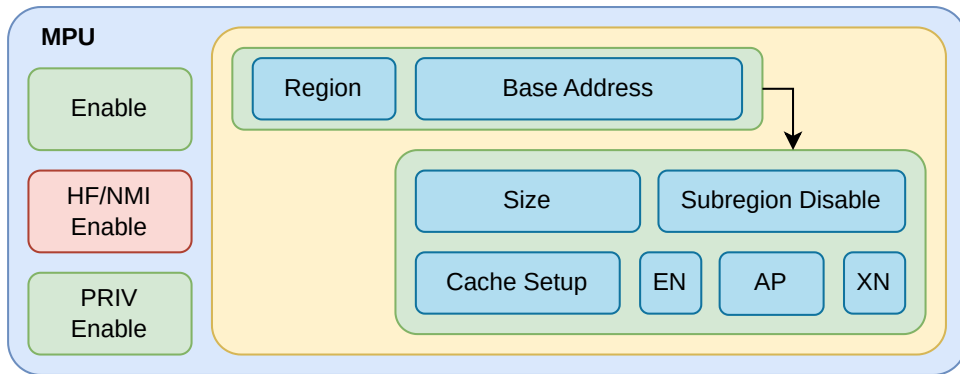 MPU
Enable
HF/NMI
Enable
PRIV
Enable
Region
Base Address
Size
Subregion Disable
Cache Setup
EN
AP
XN